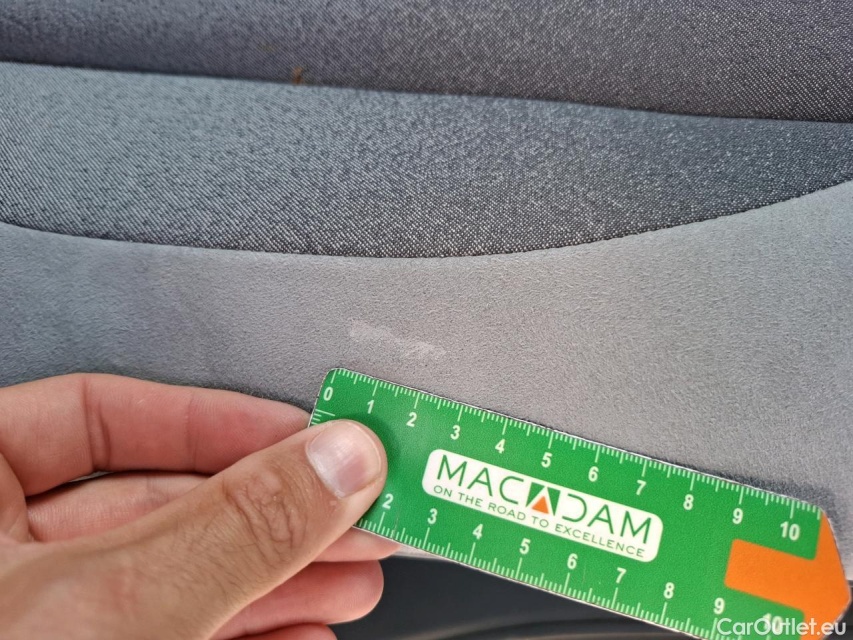 0 1 2 3 4 5 6 7 8 9 10
MACADAM
ON THE ROAD TO EXCELLENCE
2 3 4 5 6 7 8 9 10
CarOutlet.eu